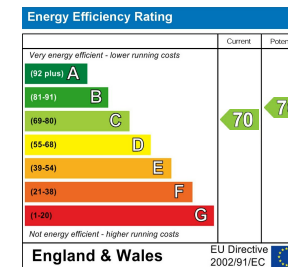 Energy Efficiency Rating
Current
Very energy efficient - lower running costs
(92 plus) A
(81-91) B
(69-80) C
70
(55-68) D
(39-54) E
(21-38) F
(1-20) G
Not energy efficient - higher running costs
England & Wales
EU Directive
2002/91/EC